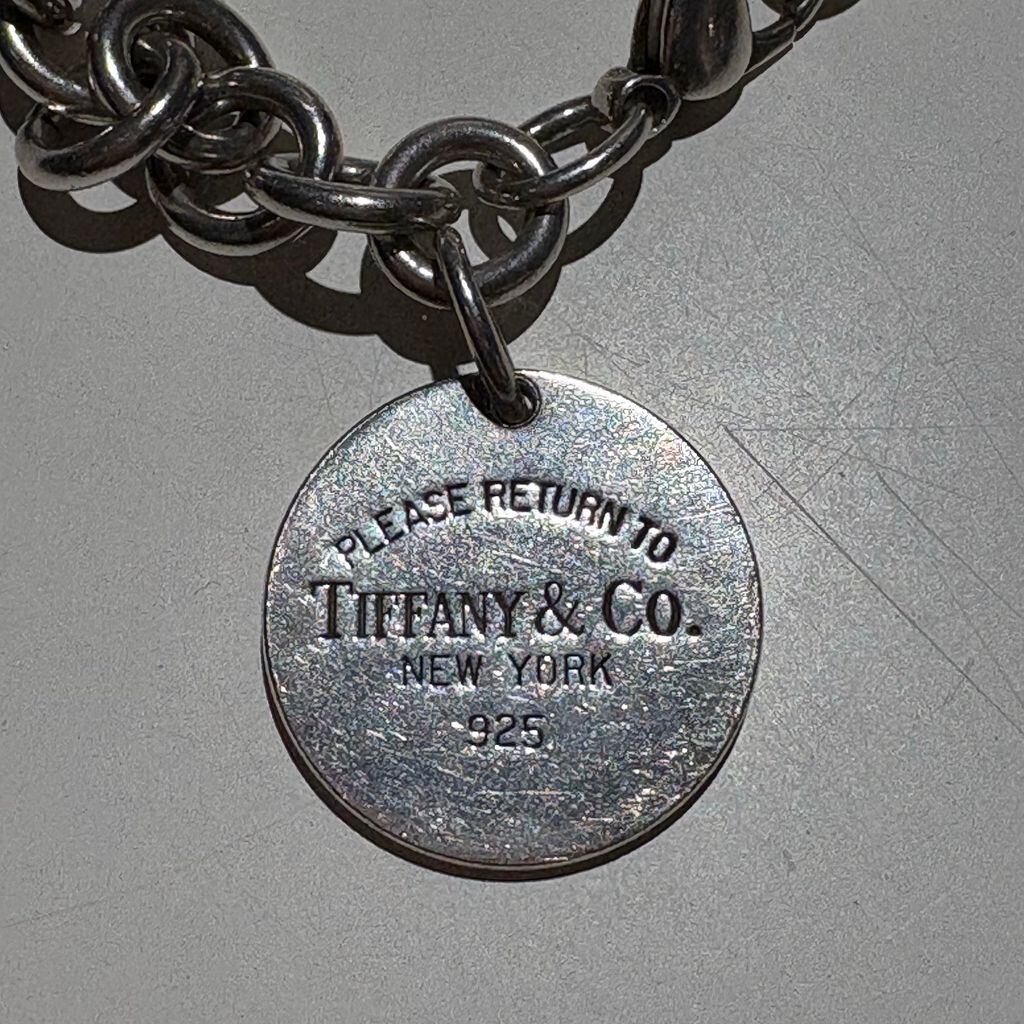 PLEASE RETURN TO
TIFFANY & CO.
NEW YORK
925